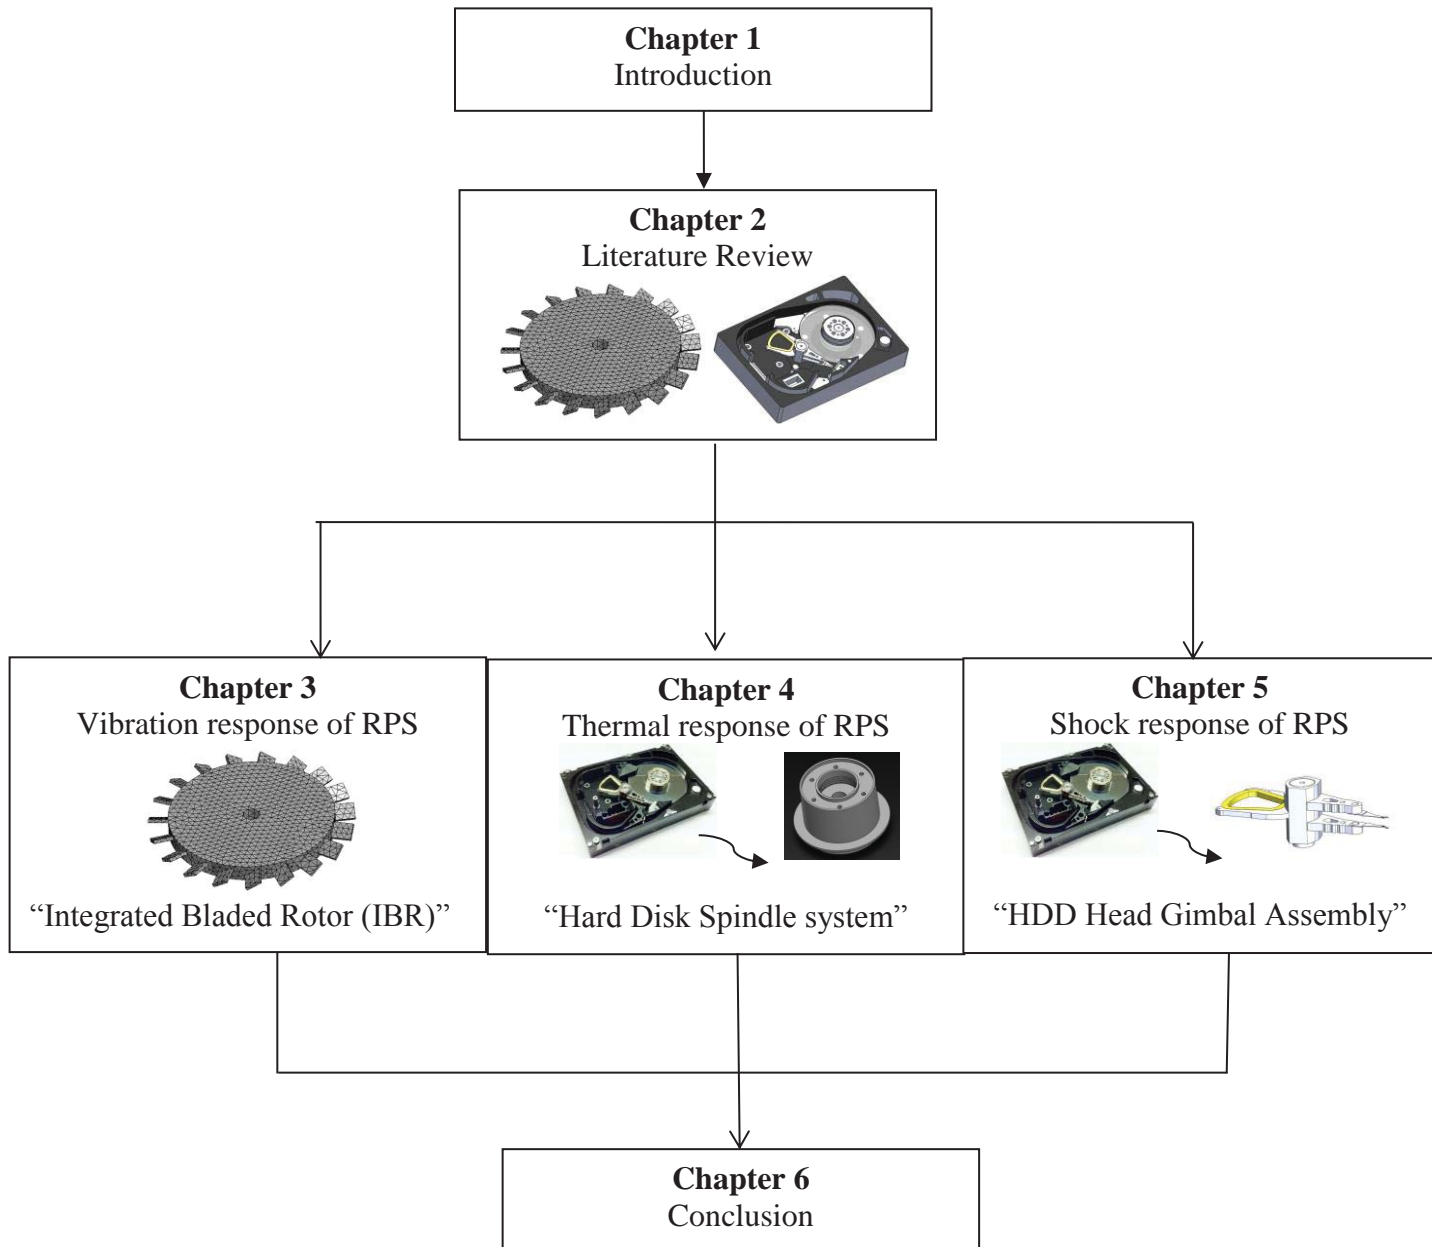 Chapter 1
Introduction
Chapter 2
Literature Review
Chapter 3
Vibration response of RPS
“Integrated Bladed Rotor (IBR)”
Chapter 4
Thermal response of RPS
“Hard Disk Spindle system”
Chapter 5
Shock response of RPS
“HDD Head Gimbal Assembly”
Chapter 6
Conclusion